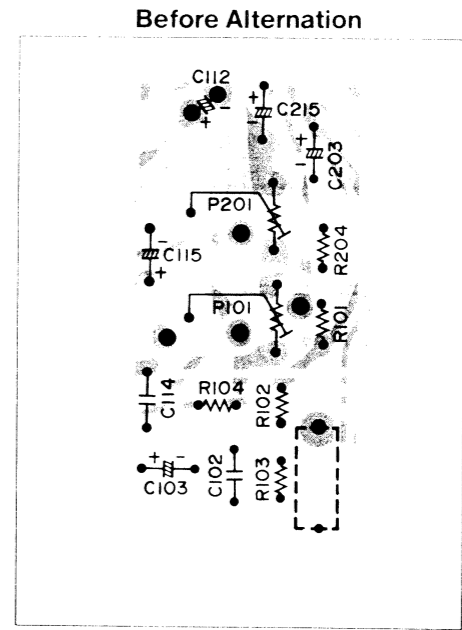 Before Alternation
C112
+
-
+
C215
-
+
C203
-
P201
-
C115
+
R204
P101
R101
C114
R104
R102
+ -
C103
C102
R103